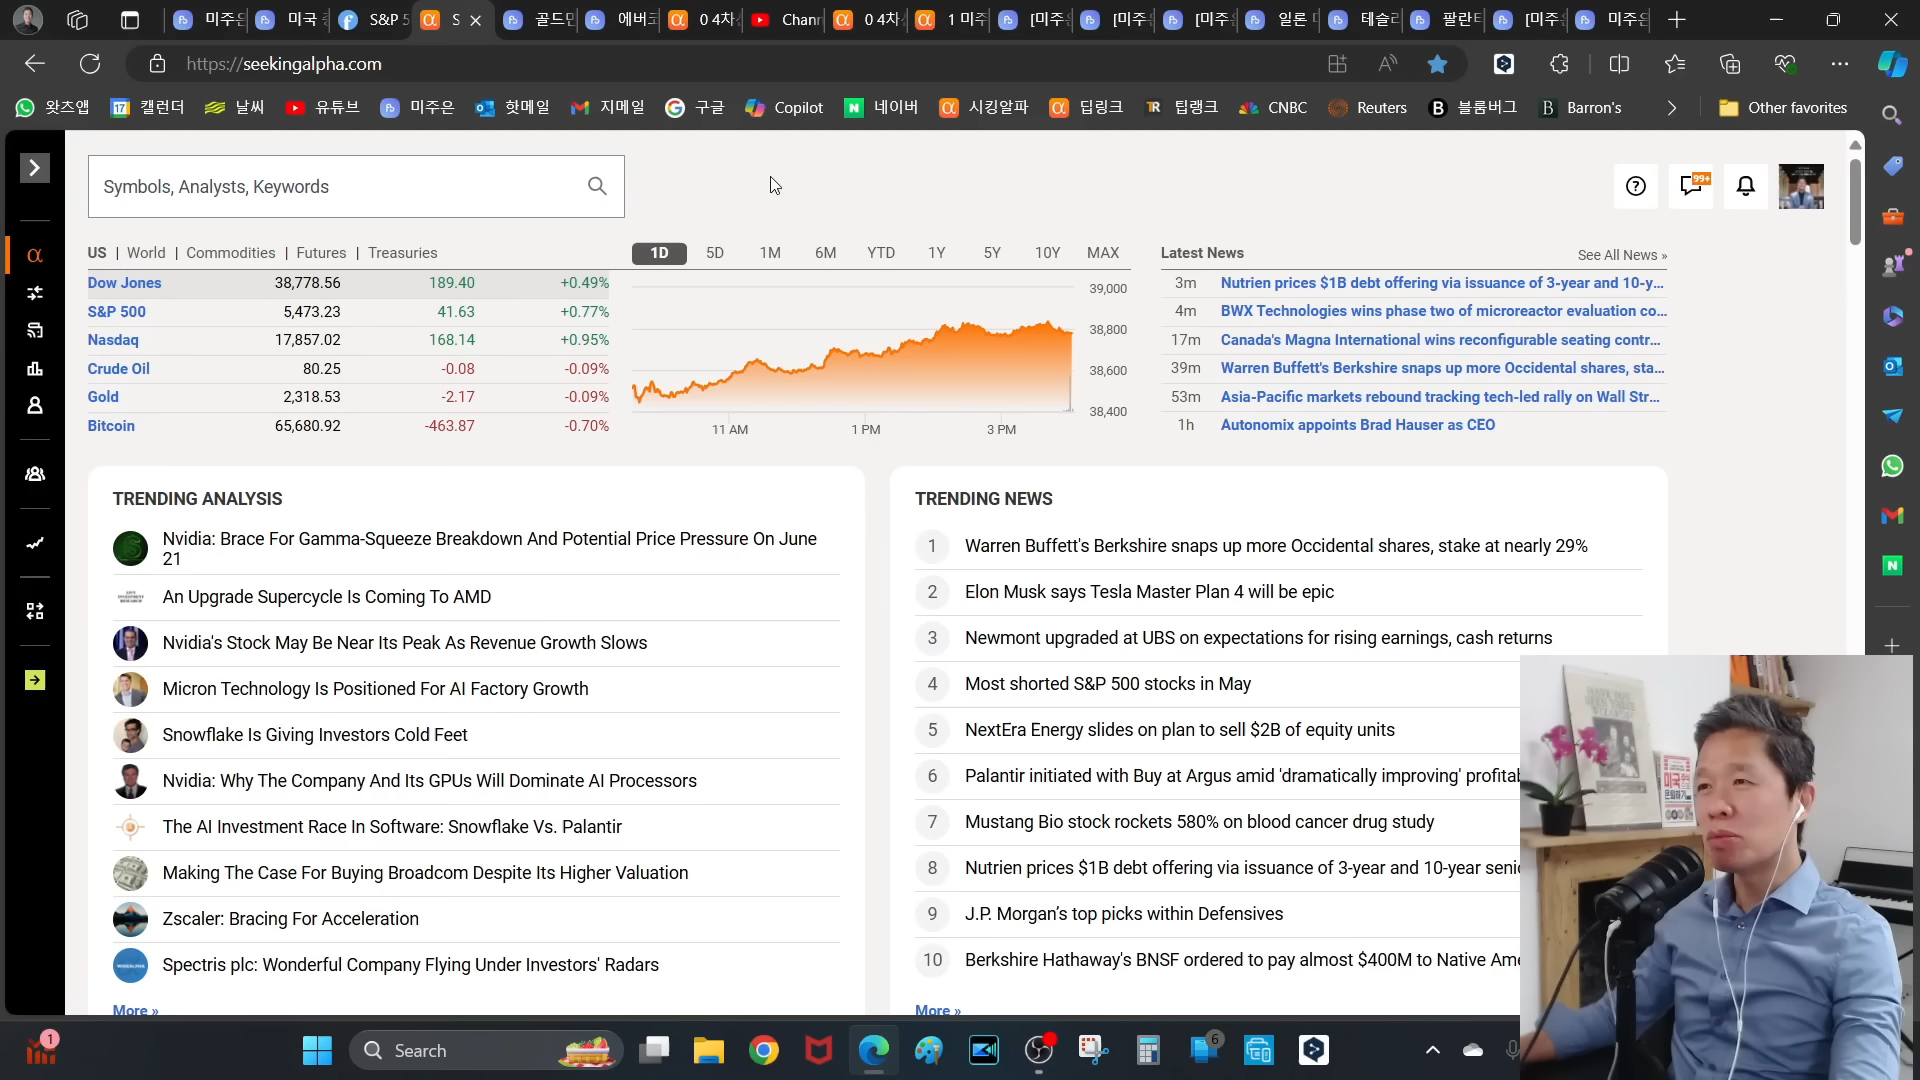 미주은
미국
S&P 5
S
골드만
에버
0 4차
Chann
0 4차
1 미주
[미주은
[미주은
[미주은
일론
테슬라
팔란티
[미주은
미주은
https://seekingalpha.com
왓츠앱
캘린더
날씨
유튜브
미주은
핫메일
지메일
구글
Copilot
네이버
시킹알파
딥링크
팁랭크
CNBC
Reuters
블룸버그
Barron's
Other favorites
Symbols, Analysts, Keywords
99+
US | World | Commodities | Futures | Treasuries
Dow Jones 38,778.56 189.40 +0.49%
S&P 500 5,473.23 41.63 +0.77%
Nasdaq 17,857.02 168.14 +0.95%
Crude Oil 80.25 -0.08 -0.09%
Gold 2,318.53 -2.17 -0.09%
Bitcoin 65,680.92 -463.87 -0.70%
1D 5D 1M 6M YTD 1Y 5Y 10Y MAX
39,000
38,800
38,600
38,400
11 AM 1 PM 3 PM
Latest News See All News »
3m Nutrien prices $1B debt offering via issuance of 3-year and 10-y...
4m BWX Technologies wins phase two of microreactor evaluation co...
17m Canada's Magna International wins reconfigurable seating contr...
39m Warren Buffett's Berkshire snaps up more Occidental shares, sta...
53m Asia-Pacific markets rebound tracking tech-led rally on Wall Str...
1h Autonomix appoints Brad Hauser as CEO
TRENDING ANALYSIS
Nvidia: Brace For Gamma-Squeeze Breakdown And Potential Price Pressure On June
21
An Upgrade Supercycle Is Coming To AMD
Nvidia's Stock May Be Near Its Peak As Revenue Growth Slows
Micron Technology Is Positioned For AI Factory Growth
Snowflake Is Giving Investors Cold Feet
Nvidia: Why The Company And Its GPUs Will Dominate AI Processors
The AI Investment Race In Software: Snowflake Vs. Palantir
Making The Case For Buying Broadcom Despite Its Higher Valuation
Zscaler: Bracing For Acceleration
Spectris plc: Wonderful Company Flying Under Investors' Radars
More »
TRENDING NEWS
1 Warren Buffett's Berkshire snaps up more Occidental shares, stake at nearly 29%
2 Elon Musk says Tesla Master Plan 4 will be epic
3 Newmont upgraded at UBS on expectations for rising earnings, cash returns
4 Most shorted S&P 500 stocks in May
5 NextEra Energy slides on plan to sell $2B of equity units
6 Palantir initiated with Buy at Argus amid 'dramatically improving' profitab
7 Mustang Bio stock rockets 580% on blood cancer drug study
8 Nutrien prices $1B debt offering via issuance of 3-year and 10-year seni
9 J.P. Morgan's top picks within Defensives
10 Berkshire Hathaway's BNSF ordered to pay almost $400M to Native Ame
More »
1
Search
6